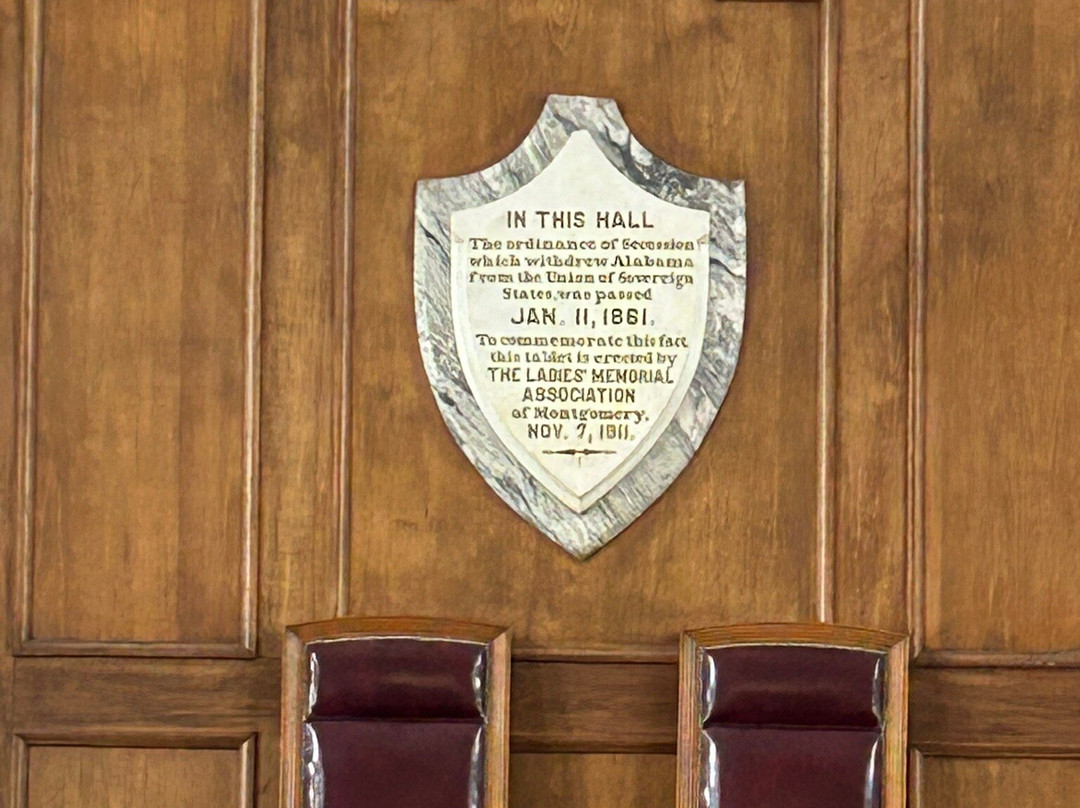 IN THIS HALL
The ordinance of Secession
which withdrew Alabama
from the Union of Sovereign
States, was passed
JAN. 11, 1861.
To commemorate this fact
this tablet is erected by
THE LADIES' MEMORIAL
ASSOCIATION
of Montgomery.
NOV. 7, 1911.